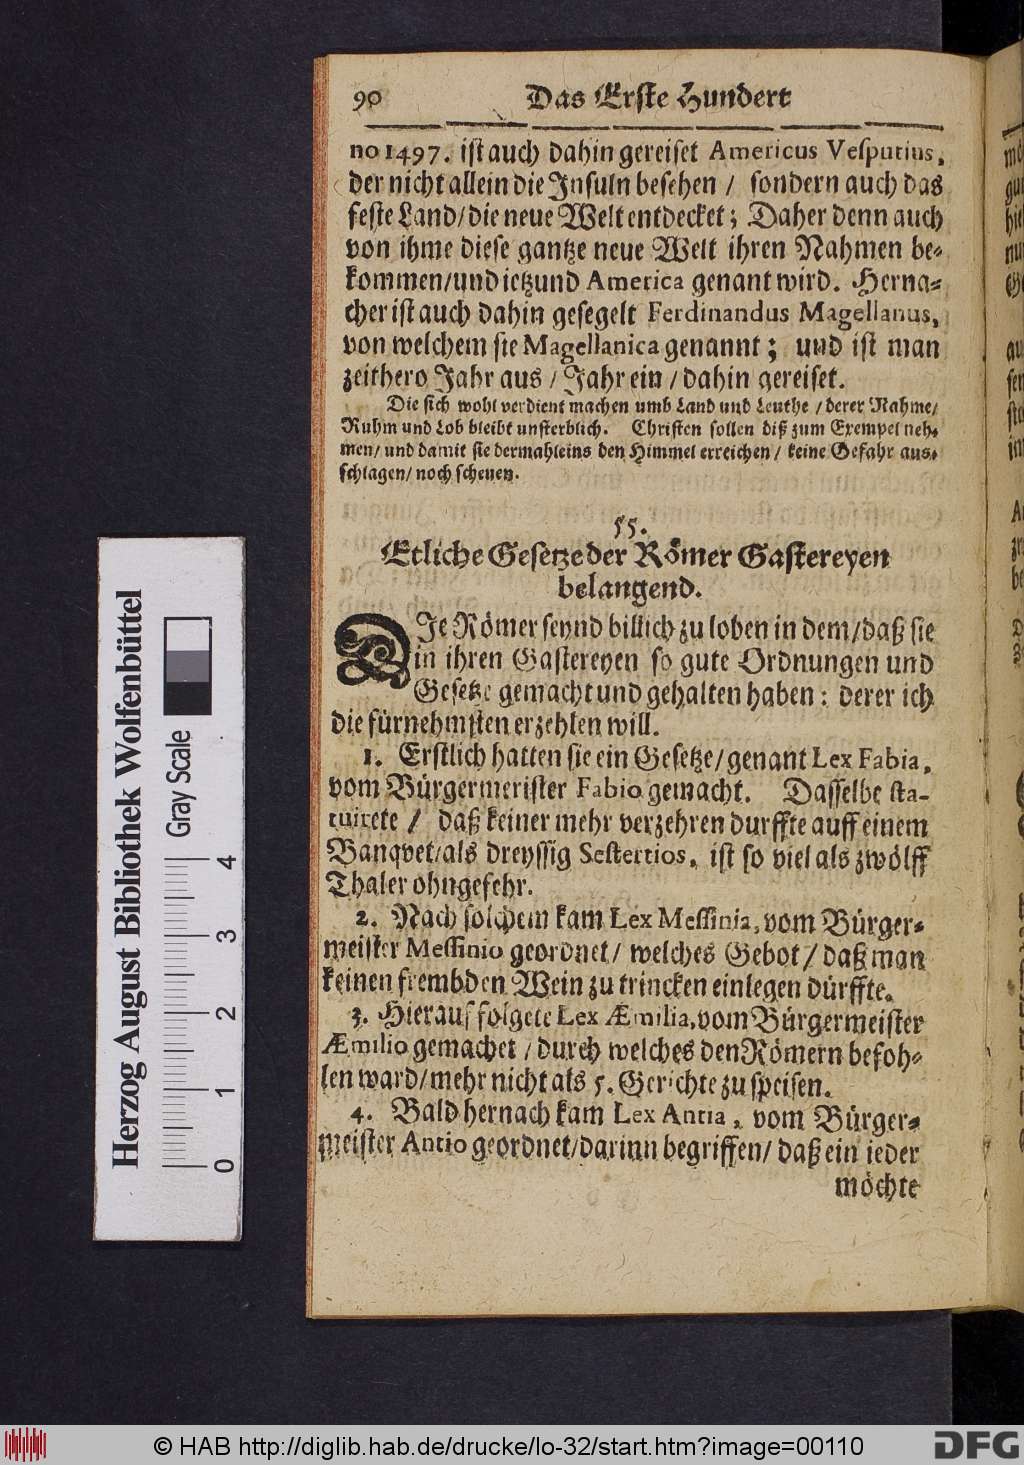 90 Das Erste Hundert
no 1497. ist auch dahin gereiset Americus Vesputius,
der nicht allein die Insuln besehen / sondern auch das
feste Land/ die neue Welt entdecket; Daher denn auch
von ihme diese gantze neue Welt ihren Nahmen be-
kommen/und ietzund America genant wird. Herna-
cher ist auch dahin gesegelt Ferdinandus Magellanus,
von welchem sie Magellanica genannt; und ist man
zeithero Jahr aus / Jahr ein / dahin gereiset.
Die sich wohl verdient machen umb Land und Leuthe / derer Nahme/
Ruhm und Lob bleibt unsterblich. Christen sollen diß zum Exempel neh-
men/ und damit sie dermahleins den Himmel erreichen / keine Gefahr aus-
schlagen/ noch scheuen.
55.
Etliche Gesetze der Römer Gastereyen
belangend.
DIe Römer seynd billich zu loben in dem/daß sie
in ihren Gastereyen so gute Ordnungen und
Gesetze gemacht und gehalten haben: derer ich
die fürnehmsten erzehlen will.
1. Erstlich hatten sie ein Gesetze/ genant Lex Fabia,
vom Bürgermerister Fabio gemacht. Dasselbe sta-
tuirete / daß keiner mehr verzehren durffte auff einem
Banqvet/als dreyssig Sestertios, ist so viel als zwölff
Thaler ohngefehr.
2. Nach solchem kam Lex Messinia, vom Bürger-
meister Messinio geordnet/ welches Gebot / daß man
keinen frembden Wein zu trincken einlegen dürffte.
3. Hierauf folgete Lex Æmilia, vom Bürgermeister
Æmilio gemachet / durch welches den Römern befoh-
len ward/ mehr nicht als 5. Gerichte zu speisen.
4. Bald hernach kam Lex Antia, vom Bürger-
meister Antio geordnet/darinn begriffen/ daß ein ieder
möchte
Herzog August Bibliothek Wolfenbüttel
Gray Scale
0 1 2 3 4
© HAB http://diglib.hab.de/drucke/lo-32/start.htm?image=00110
DFG